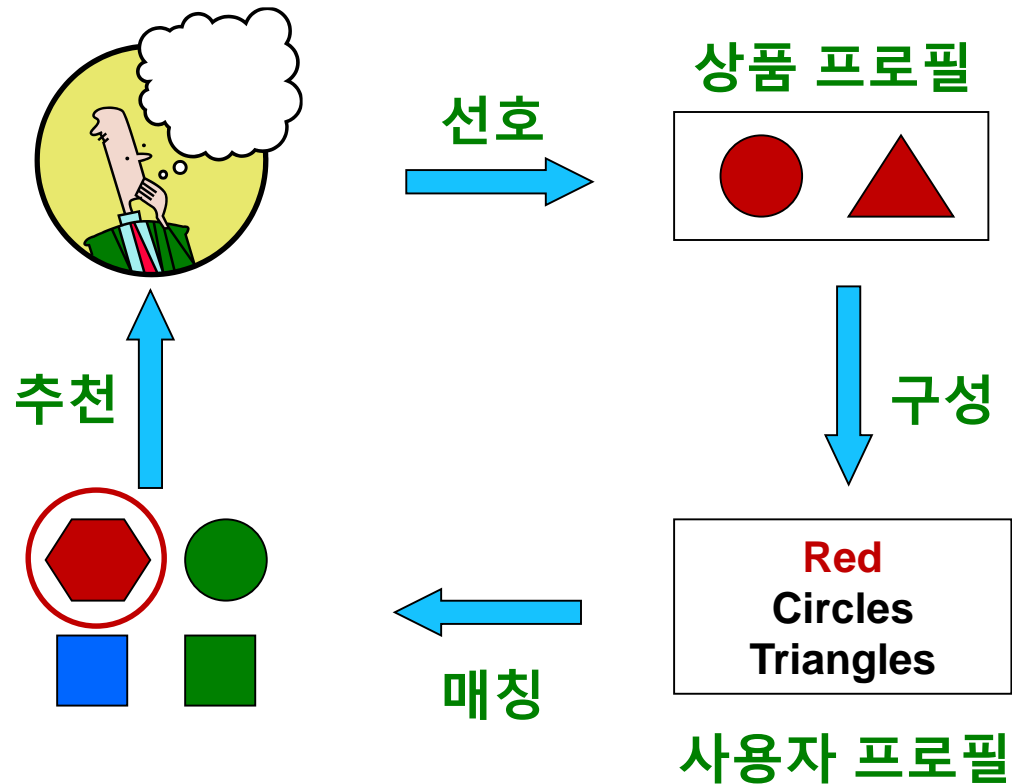 선호
상품 프로필
추천
구성
Red
Circles
Triangles
매칭
사용자 프로필